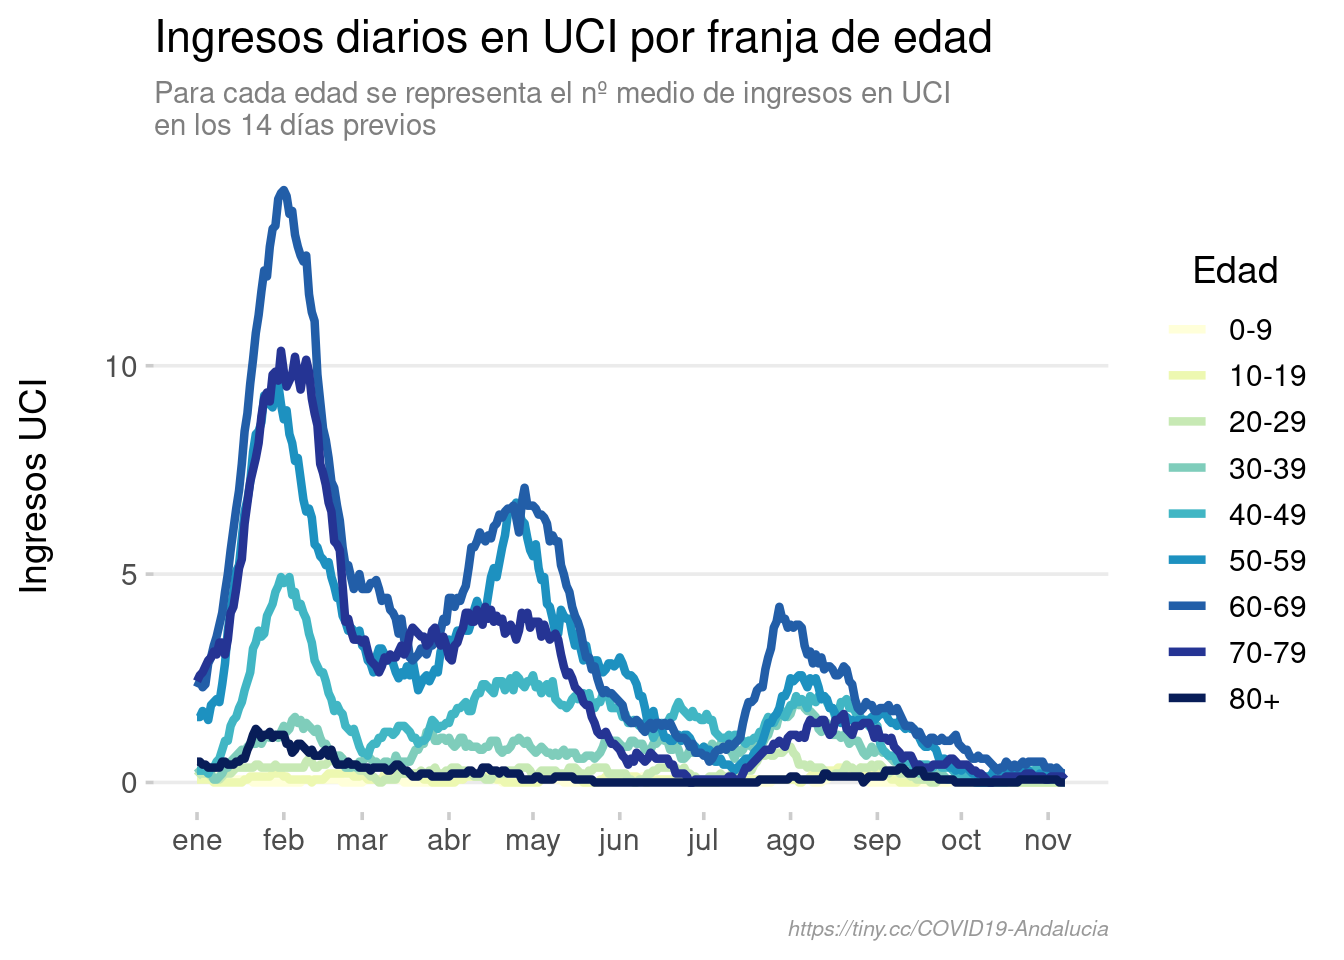 Ingresos diarios en UCI por franja de edad
Para cada edad se representa el nº medio de ingresos en UCI
en los 14 días previos
Ingresos UCI
10
5
0
ene feb mar abr may jun jul ago sep oct nov
Edad
0-9
10-19
20-29
30-39
40-49
50-59
60-69
70-79
80+
https://tiny.cc/COVID19-Andalucia